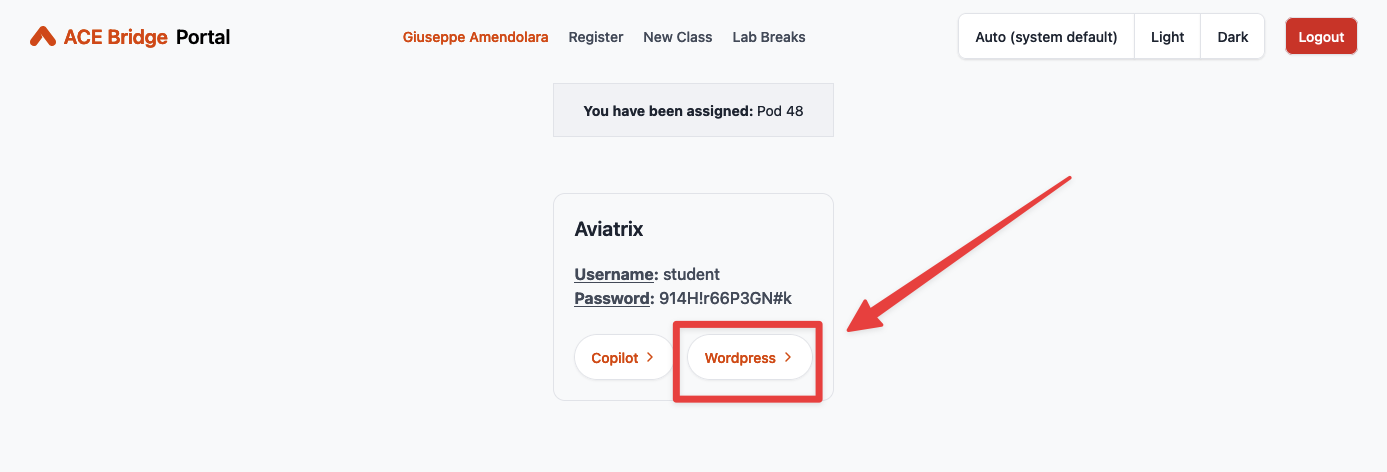 ACE Bridge Portal
Giuseppe Amendolara Register New Class Lab Breaks
Auto (system default) Light Dark
Logout
You have been assigned: Pod 48
Aviatrix
Username: student
Password: 914H!r66P3GN#k
Copilot
Wordpress